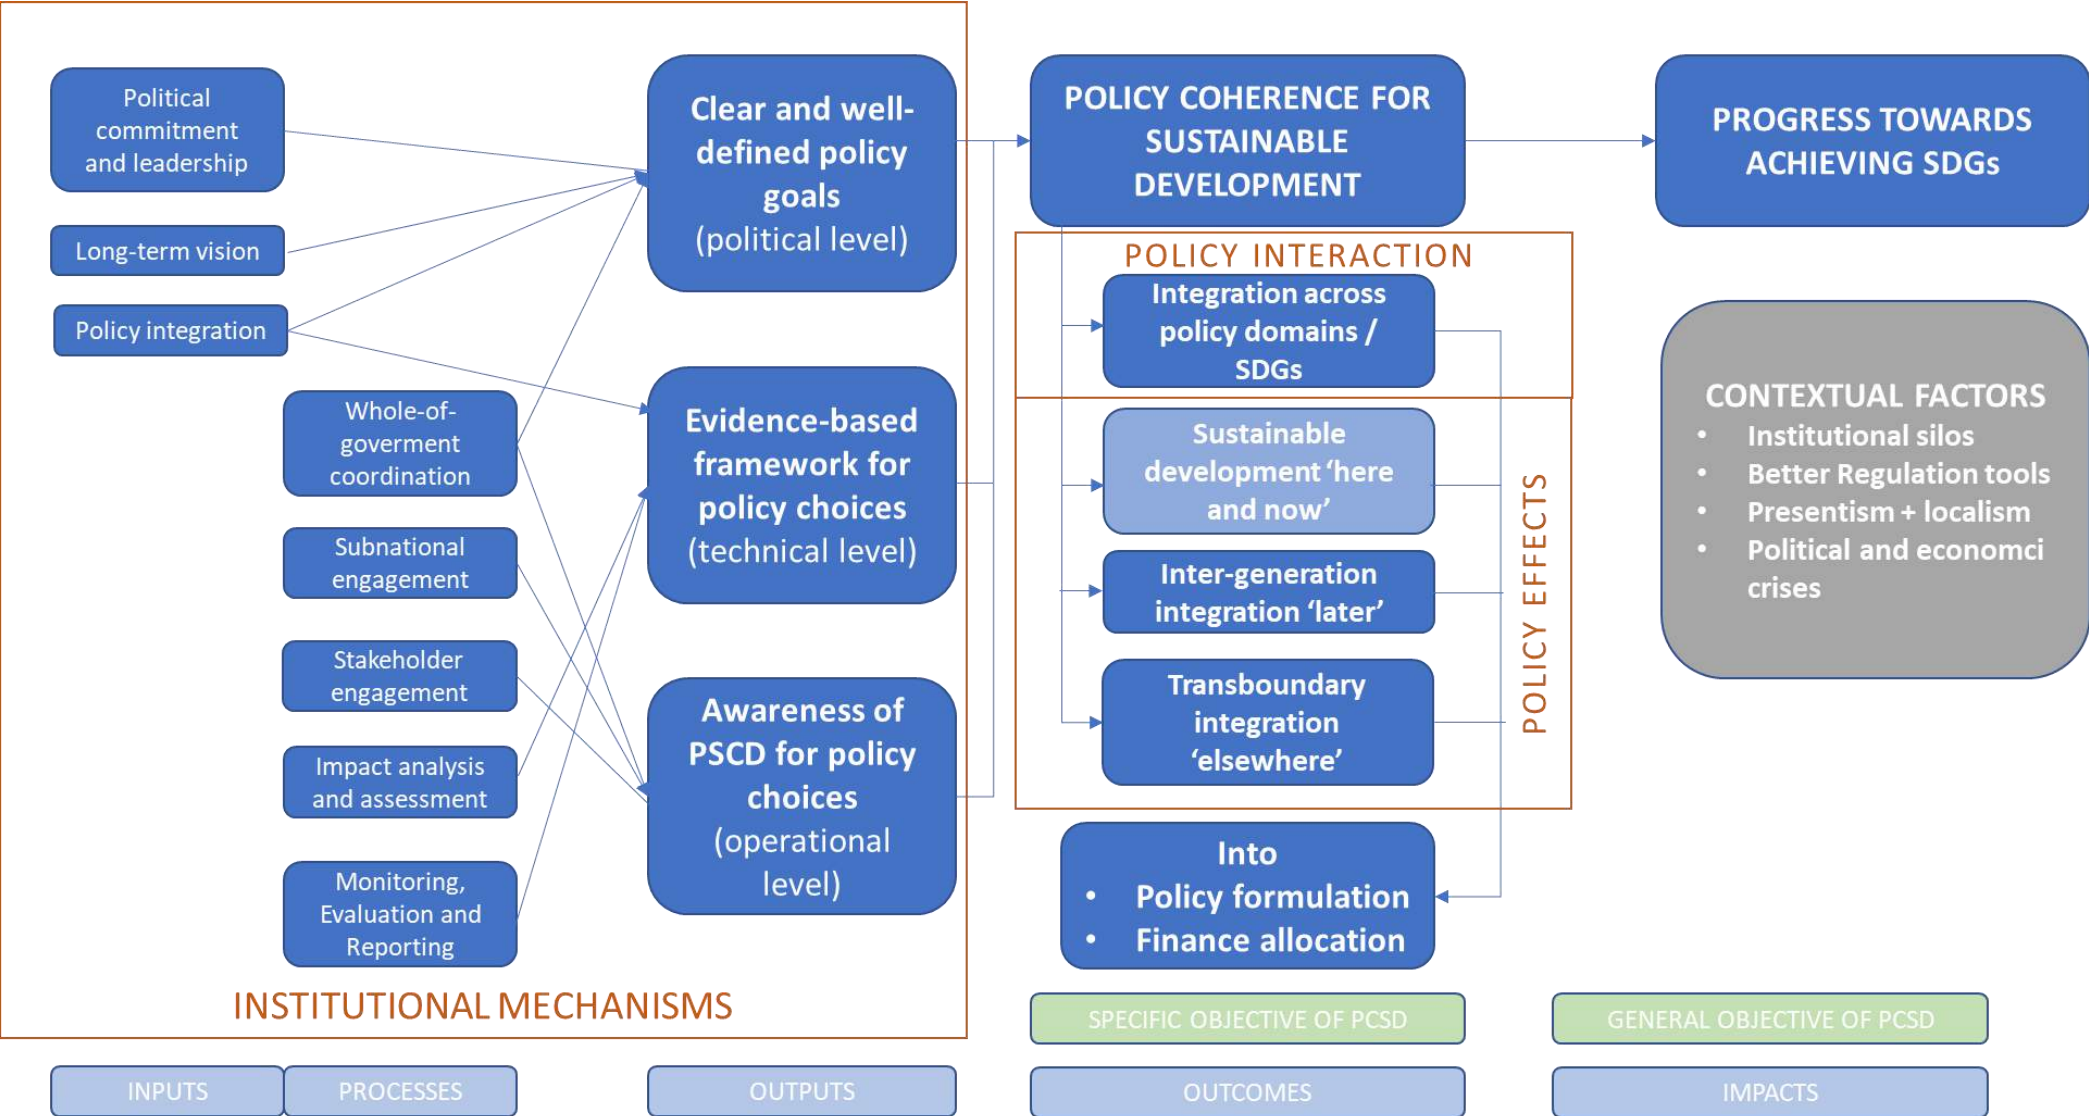 Political
commitment
and leadership
Long-term vision
Policy integration
Whole-of-
goverment
coordination
Subnational
engagement
Stakeholder
engagement
Impact analysis
and assessment
Monitoring,
Evaluation and
Reporting
INSTITUTIONAL MECHANISMS
Clear and well-
defined policy
goals
(political level)
Evidence-based
framework for
policy choices
(technical level)
Awareness of
PSCD for policy
choices
(operational
level)
POLICY COHERENCE FOR
SUSTAINABLE
DEVELOPMENT
POLICY INTERACTION
Integration across
policy domains /
SDGs
Sustainable
development ‘here
and now’
Inter-generation
integration ‘later’
Transboundary
integration
‘elsewhere’
POLICY EFFECTS
Into
• Policy formulation
• Finance allocation
PROGRESS TOWARDS
ACHIEVING SDGs
CONTEXTUAL FACTORS
• Institutional silos
• Better Regulation tools
• Presentism + localism
• Political and economci
crises
SPECIFIC OBJECTIVE OF PCSD
GENERAL OBJECTIVE OF PCSD
INPUTS
PROCESSES
OUTPUTS
OUTCOMES
IMPACTS